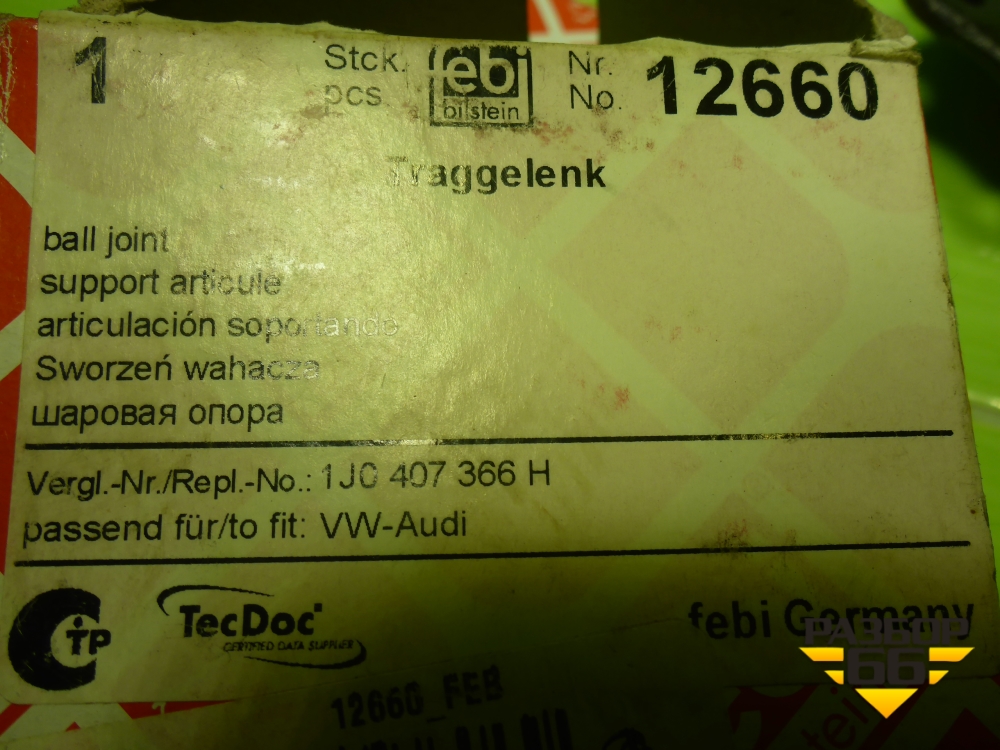 1 Stck. febi Nr. 12660
pcs bilstein No.
Traggelenk
ball joint
support articule
articulación soportando
Sworzeń wahacza
шаровая опора
Vergl.-Nr./Repl.-No.: 1J0 407 366 H
passend für/to fit: VW-Audi
СТР TecDoc
CERTIFIED DATA SUPPLIER
febi Germany
РАЗБОР
66
12660_FEB